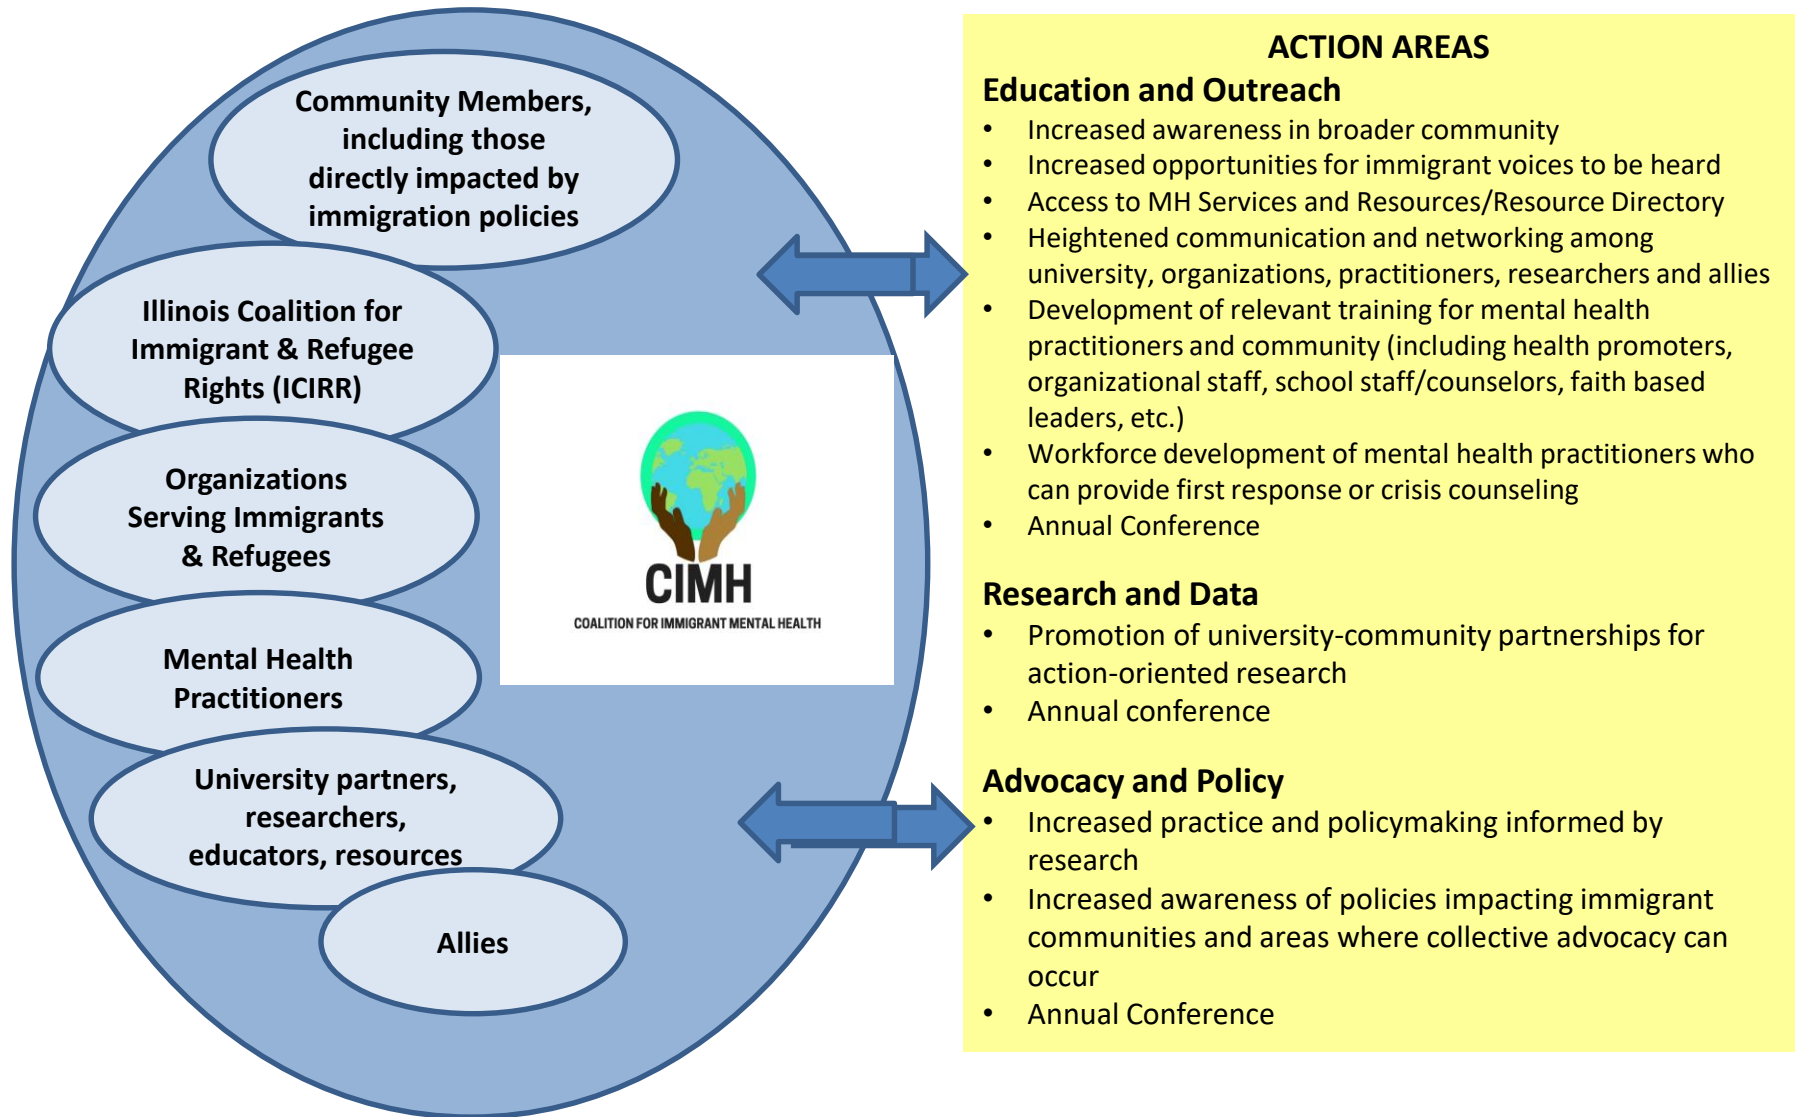 Community Members,
including those
directly impacted by
immigration policies
Illinois Coalition for
Immigrant & Refugee
Rights (ICIRR)
Organizations
Serving Immigrants
& Refugees
Mental Health
Practitioners
University partners,
researchers,
educators, resources
Allies
CIMH
COALITION FOR IMMIGRANT MENTAL HEALTH
ACTION AREAS
Education and Outreach
• Increased awareness in broader community
• Increased opportunities for immigrant voices to be heard
• Access to MH Services and Resources/Resource Directory
• Heightened communication and networking among
university, organizations, practitioners, researchers and allies
• Development of relevant training for mental health
practitioners and community (including health promoters,
organizational staff, school staff/counselors, faith based
leaders, etc.)
• Workforce development of mental health practitioners who
can provide first response or crisis counseling
• Annual Conference
Research and Data
• Promotion of university-community partnerships for
action-oriented research
• Annual conference
Advocacy and Policy
• Increased practice and policymaking informed by
research
• Increased awareness of policies impacting immigrant
communities and areas where collective advocacy can
occur
• Annual Conference